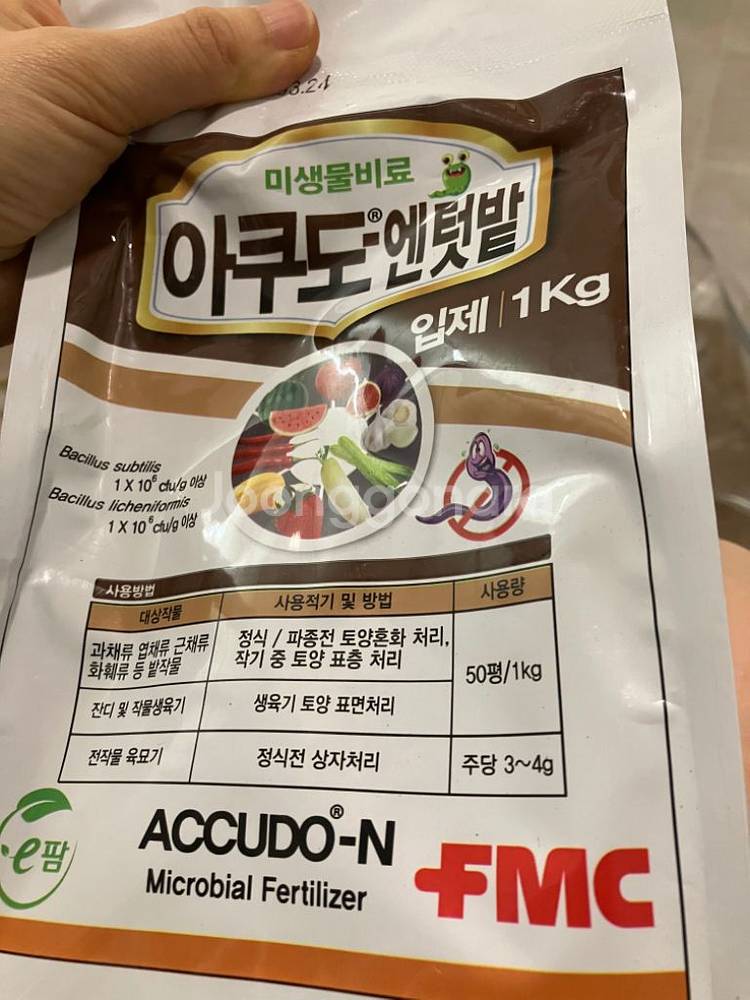 미생물비료
아쿠도®엔텃밭
입제 | 1Kg
Bacillus subtilis
1 X 10⁶ cfu/g 이상
Bacillus licheniformis
1 X 10⁶ cfu/g 이상
Joonggonara
사용방법
대상작물 사용적기 및 방법 사용량
과채류 엽채류 근채류
화훼류 등 밭작물
정식 / 파종전 토양혼화 처리,
작기 중 토양 표층 처리
50평/1kg
잔디 및 작물생육기 생육기 토양 표면처리
전작물 육묘기 정식전 상자처리 주당 3~4g
e팜
ACCUDO®-N
Microbial Fertilizer
FMC